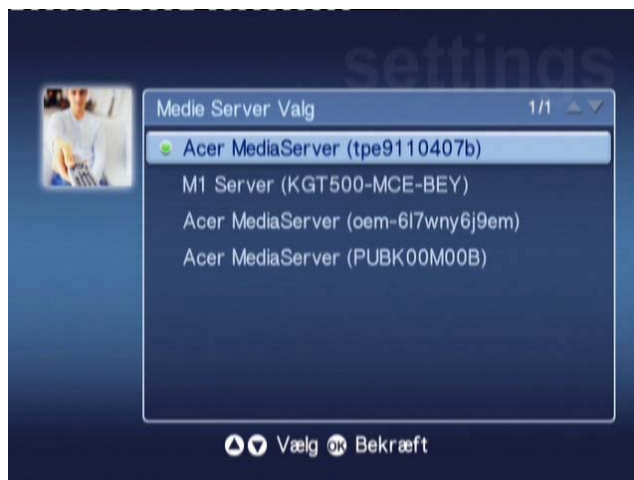 settings
Medie Server Valg 1/1
Acer MediaServer (tpe9110407b)
M1 Server (KGT500-MCE-BEY)
Acer MediaServer (oem-6l7wny6j9em)
Acer MediaServer (PUBK00M00B)
Vælg OK Bekræft